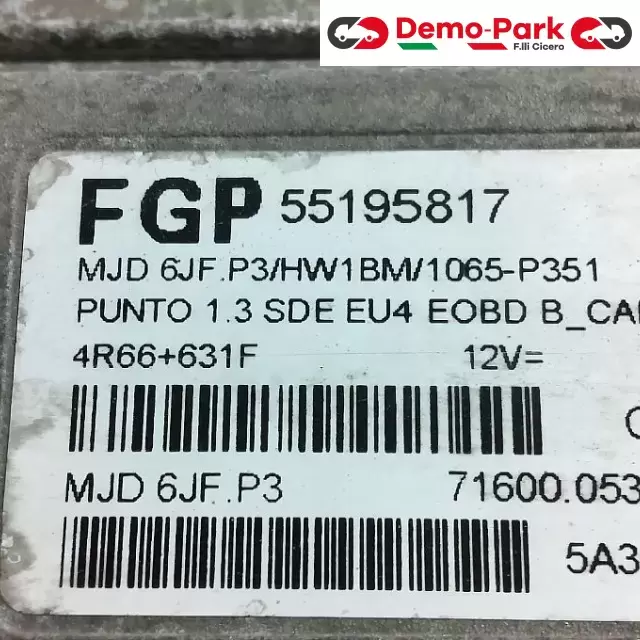 Demo-Park
F.lli Cicero
FGP 55195817
MJD 6JF.P3/HW1BM/1065-P351
PUNTO 1.3 SDE EU4 EOBD
4R66+631F 12V=
MJD 6JF.P3 71600.053
5A3